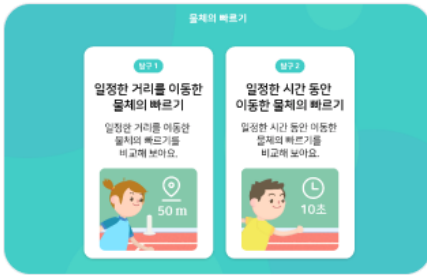 물체의 빠르기
탐구 1
일정한 거리를 이동한
물체의 빠르기
일정한 거리를 이동한
물체의 빠르기를
비교해 보아요.
50 m
탐구 2
일정한 시간 동안
이동한 물체의 빠르기
일정한 시간 동안 이동한
물체의 빠르기를
비교해 보아요.
10초